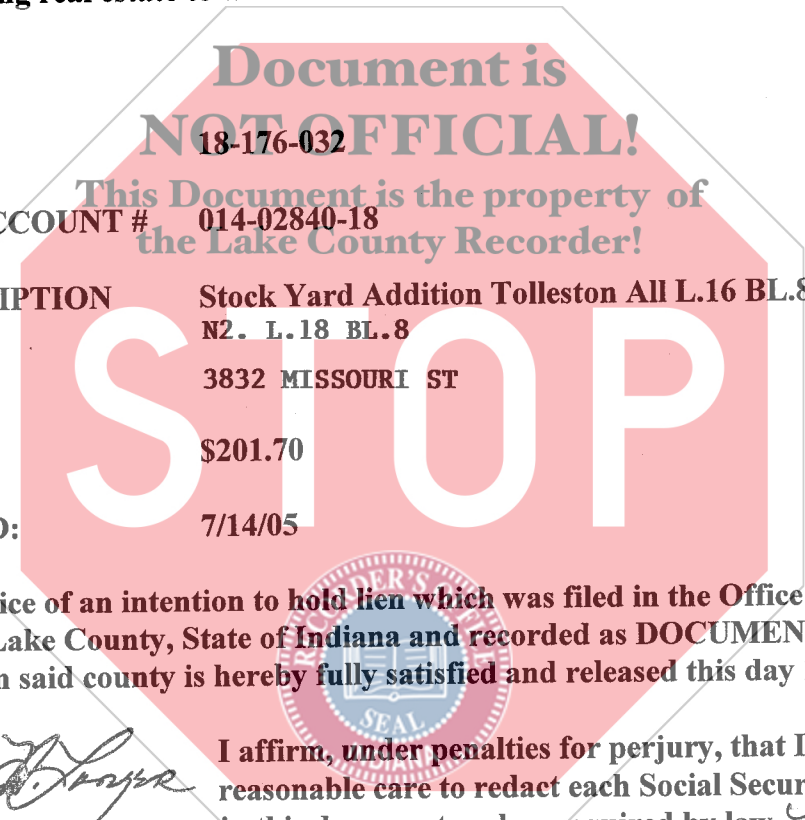 Document is
NOT OFFICIAL!
18-176-032
This Document is the property of
CCOUNT # 014-02840-18
the Lake County Recorder!
IPTION Stock Yard Addition Tolleston All L.16 BL.8
N2. L.18 BL.8
STOP
3832 MISSOURI ST
$201.70
D: 7/14/05
ice of an intention to hold lien which was filed in the Office
Lake County, State of Indiana and recorded as DOCUMEN
n said county is hereby fully satisfied and released this day
RECORDER'S OFFICE
SEAL
I affirm, under penalties for perjury, that I
reasonable care to redact each Social Secur